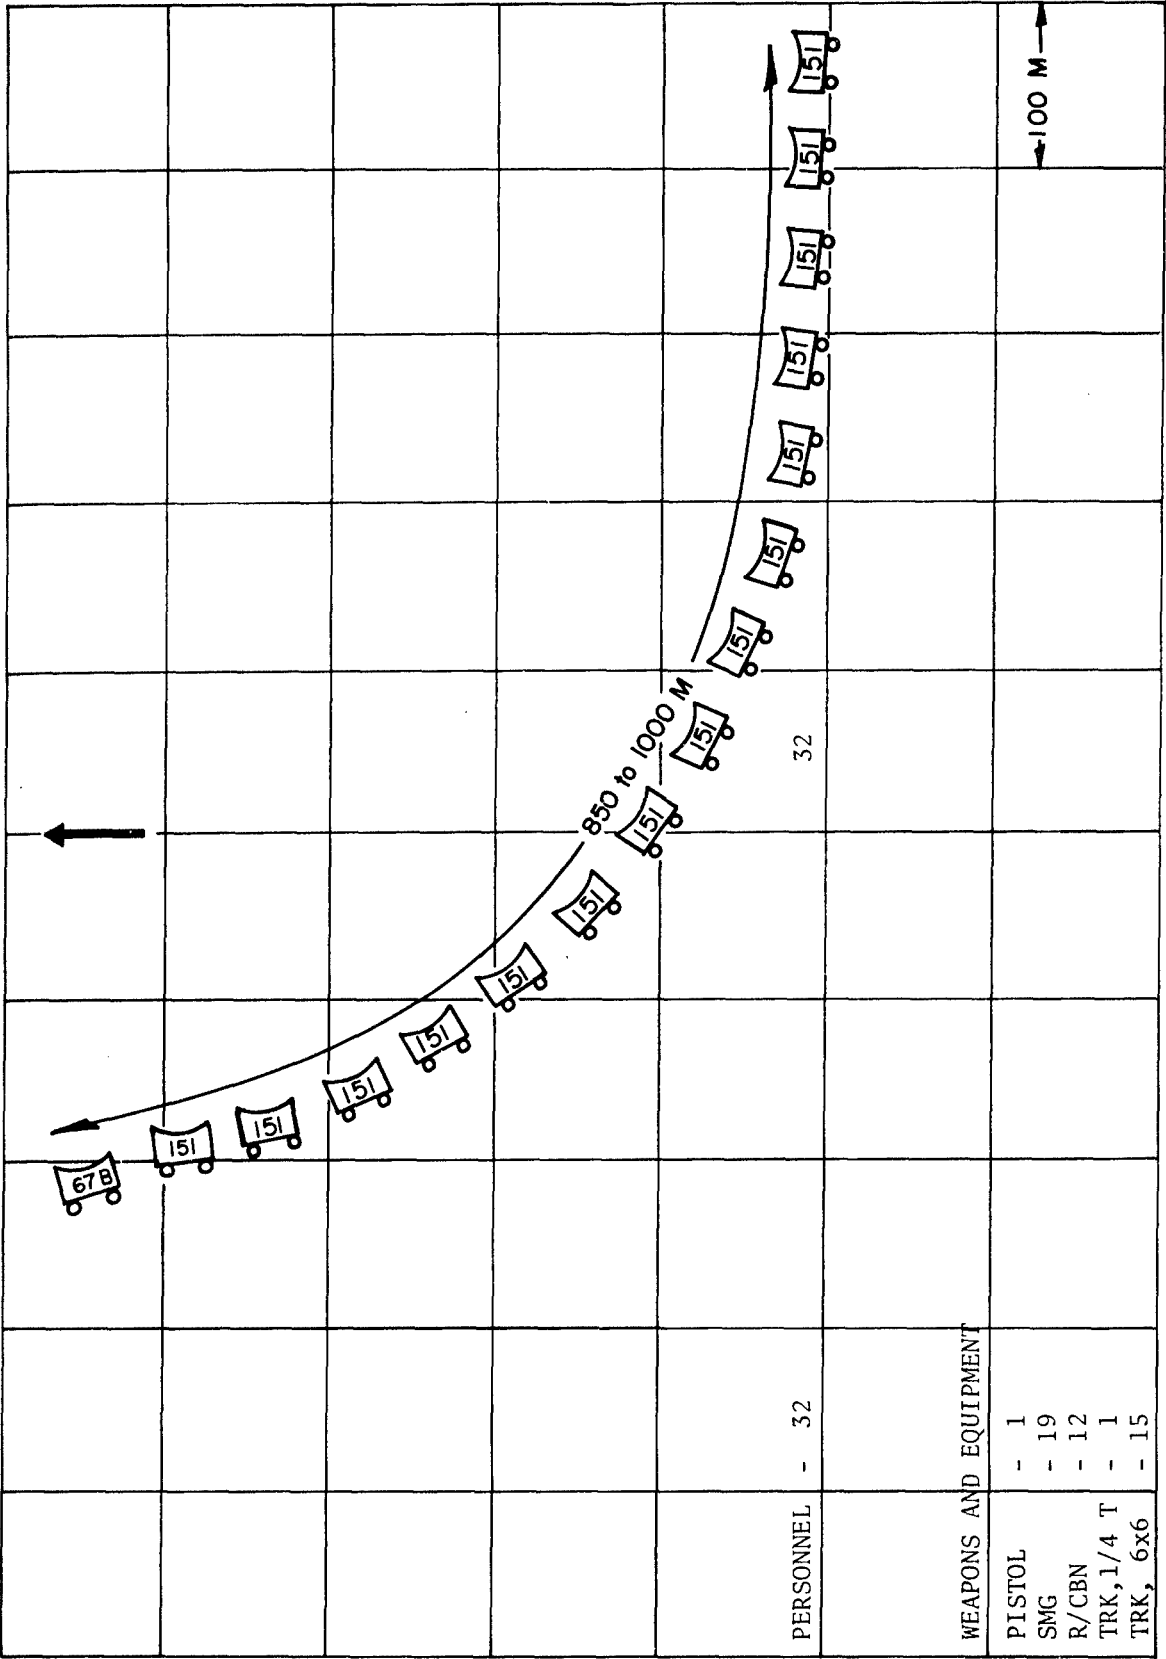 67 B
151
151
151
151
151
151
850 to 1000 M
151
151
151
151
151
151
151
151
151
PERSONNEL - 32
32
WEAPONS AND EQUIPMENT
PISTOL - 1
SMG - 19
R/CBN - 12
TRK, 1/4 T - 1
TRK, 6x6 - 15
100 M